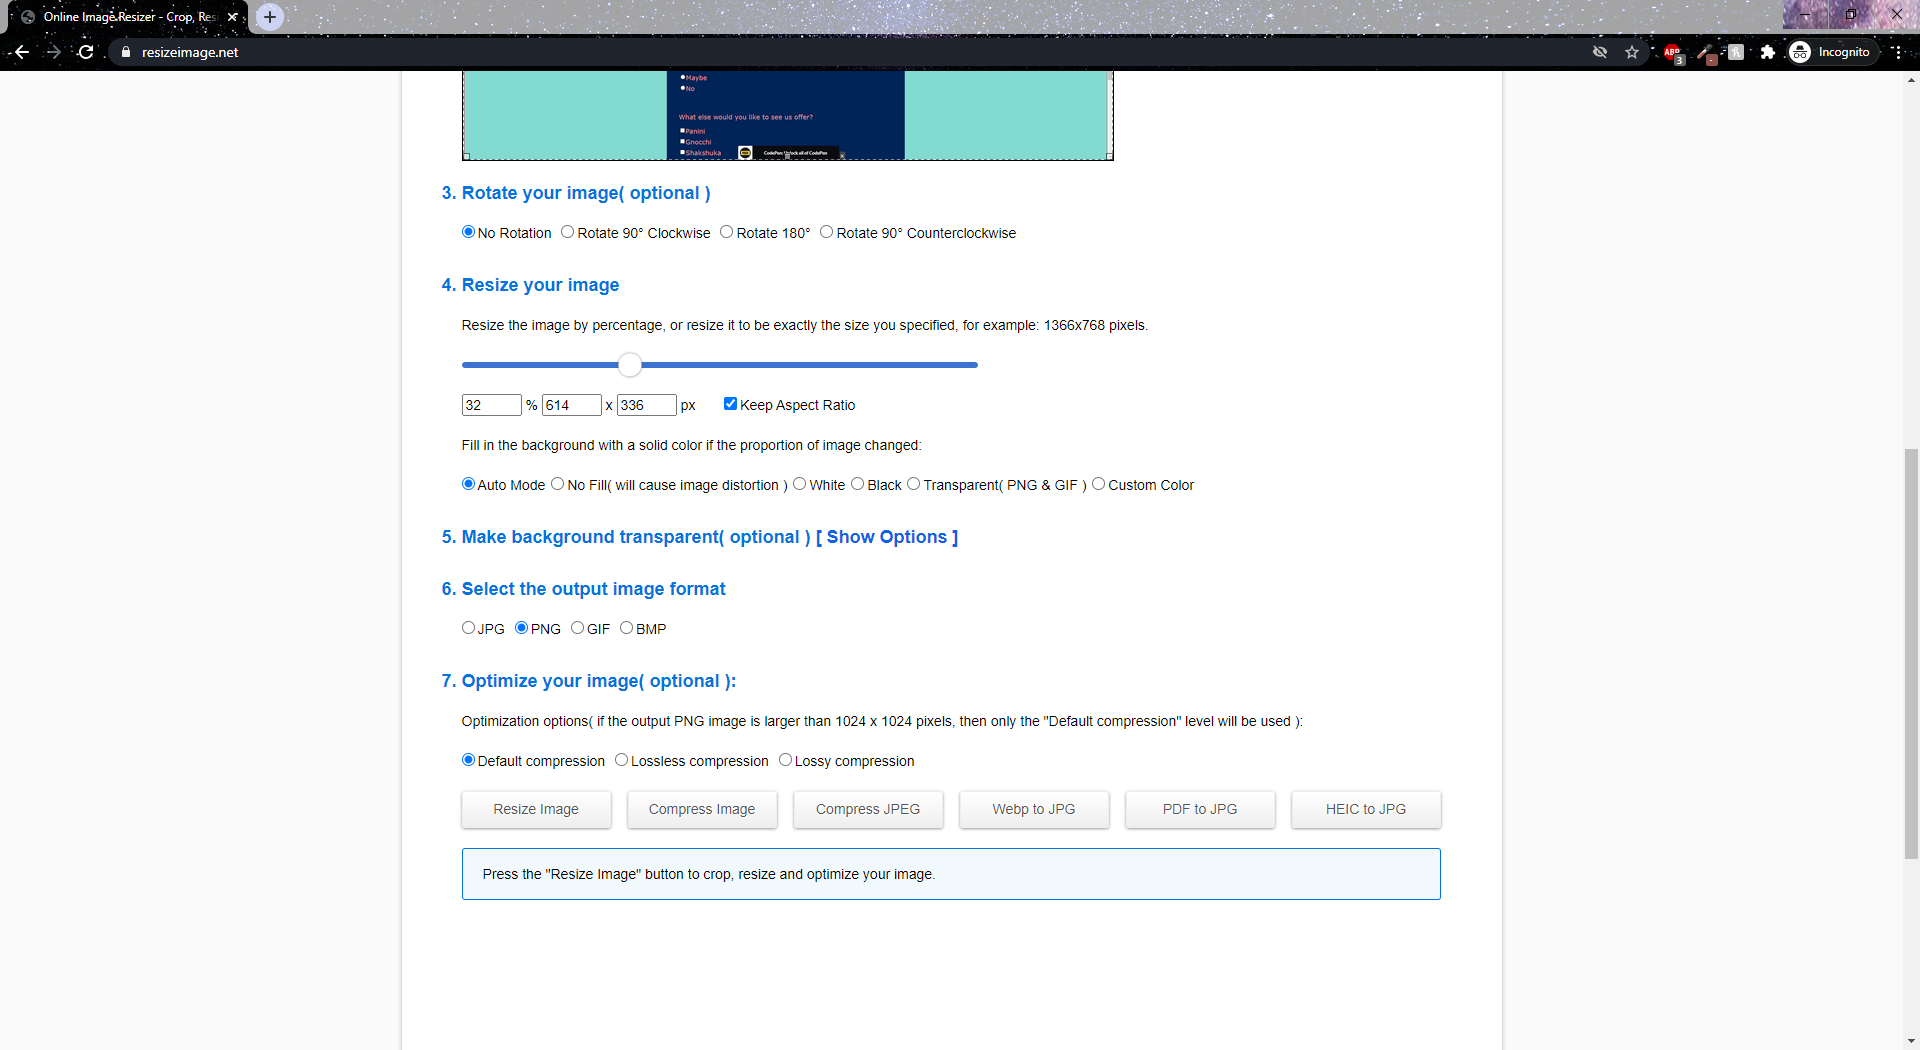 Online Image Resizer - Crop, Res
resizeimage.net
ABP
3
Incognito
Maybe
No
What else would you like to see us offer?
Panini
Gnocchi
Shakshuka
CodePen: Unlock all of CodePen
3. Rotate your image( optional )
No Rotation Rotate 90° Clockwise Rotate 180° Rotate 90° Counterclockwise
4. Resize your image
Resize the image by percentage, or resize it to be exactly the size you specified, for example: 1366x768 pixels.
32 % 614 x 336 px Keep Aspect Ratio
Fill in the background with a solid color if the proportion of image changed:
Auto Mode No Fill( will cause image distortion ) White Black Transparent( PNG & GIF ) Custom Color
5. Make background transparent( optional ) [ Show Options ]
6. Select the output image format
JPG PNG GIF BMP
7. Optimize your image( optional ):
Optimization options( if the output PNG image is larger than 1024 x 1024 pixels, then only the "Default compression" level will be used ):
Default compression Lossless compression Lossy compression
Resize Image Compress Image Compress JPEG Webp to JPG PDF to JPG HEIC to JPG
Press the "Resize Image" button to crop, resize and optimize your image.